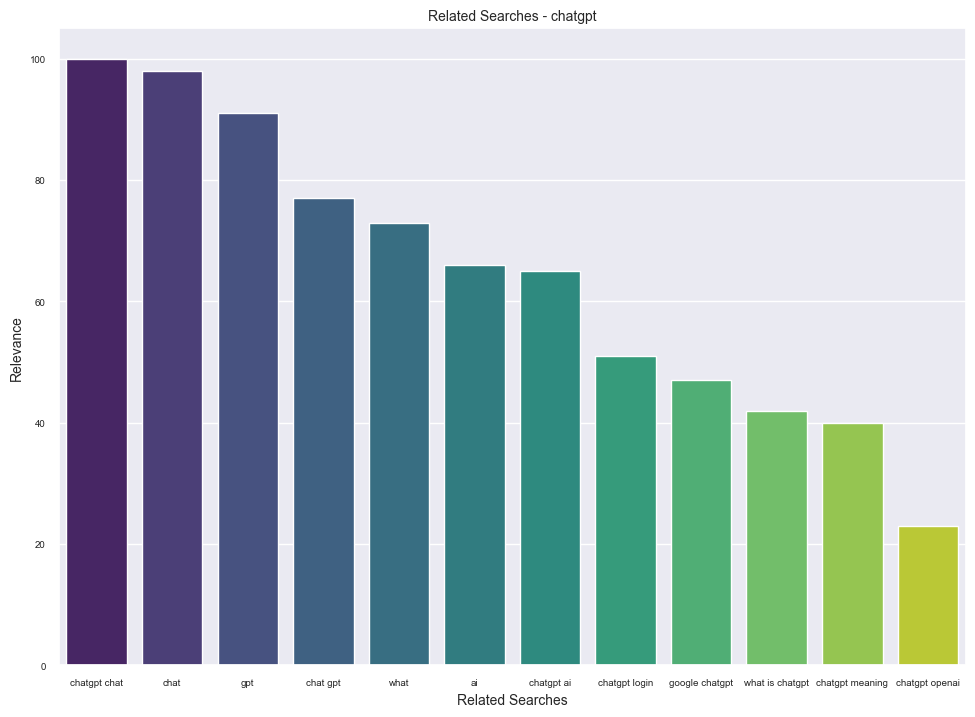 Related Searches - chatgpt
Relevance
100
80
60
40
20
0
chatgpt chat chat gpt chat gpt what ai chatgpt ai chatgpt login google chatgpt what is chatgpt chatgpt meaning chatgpt openai
Related Searches